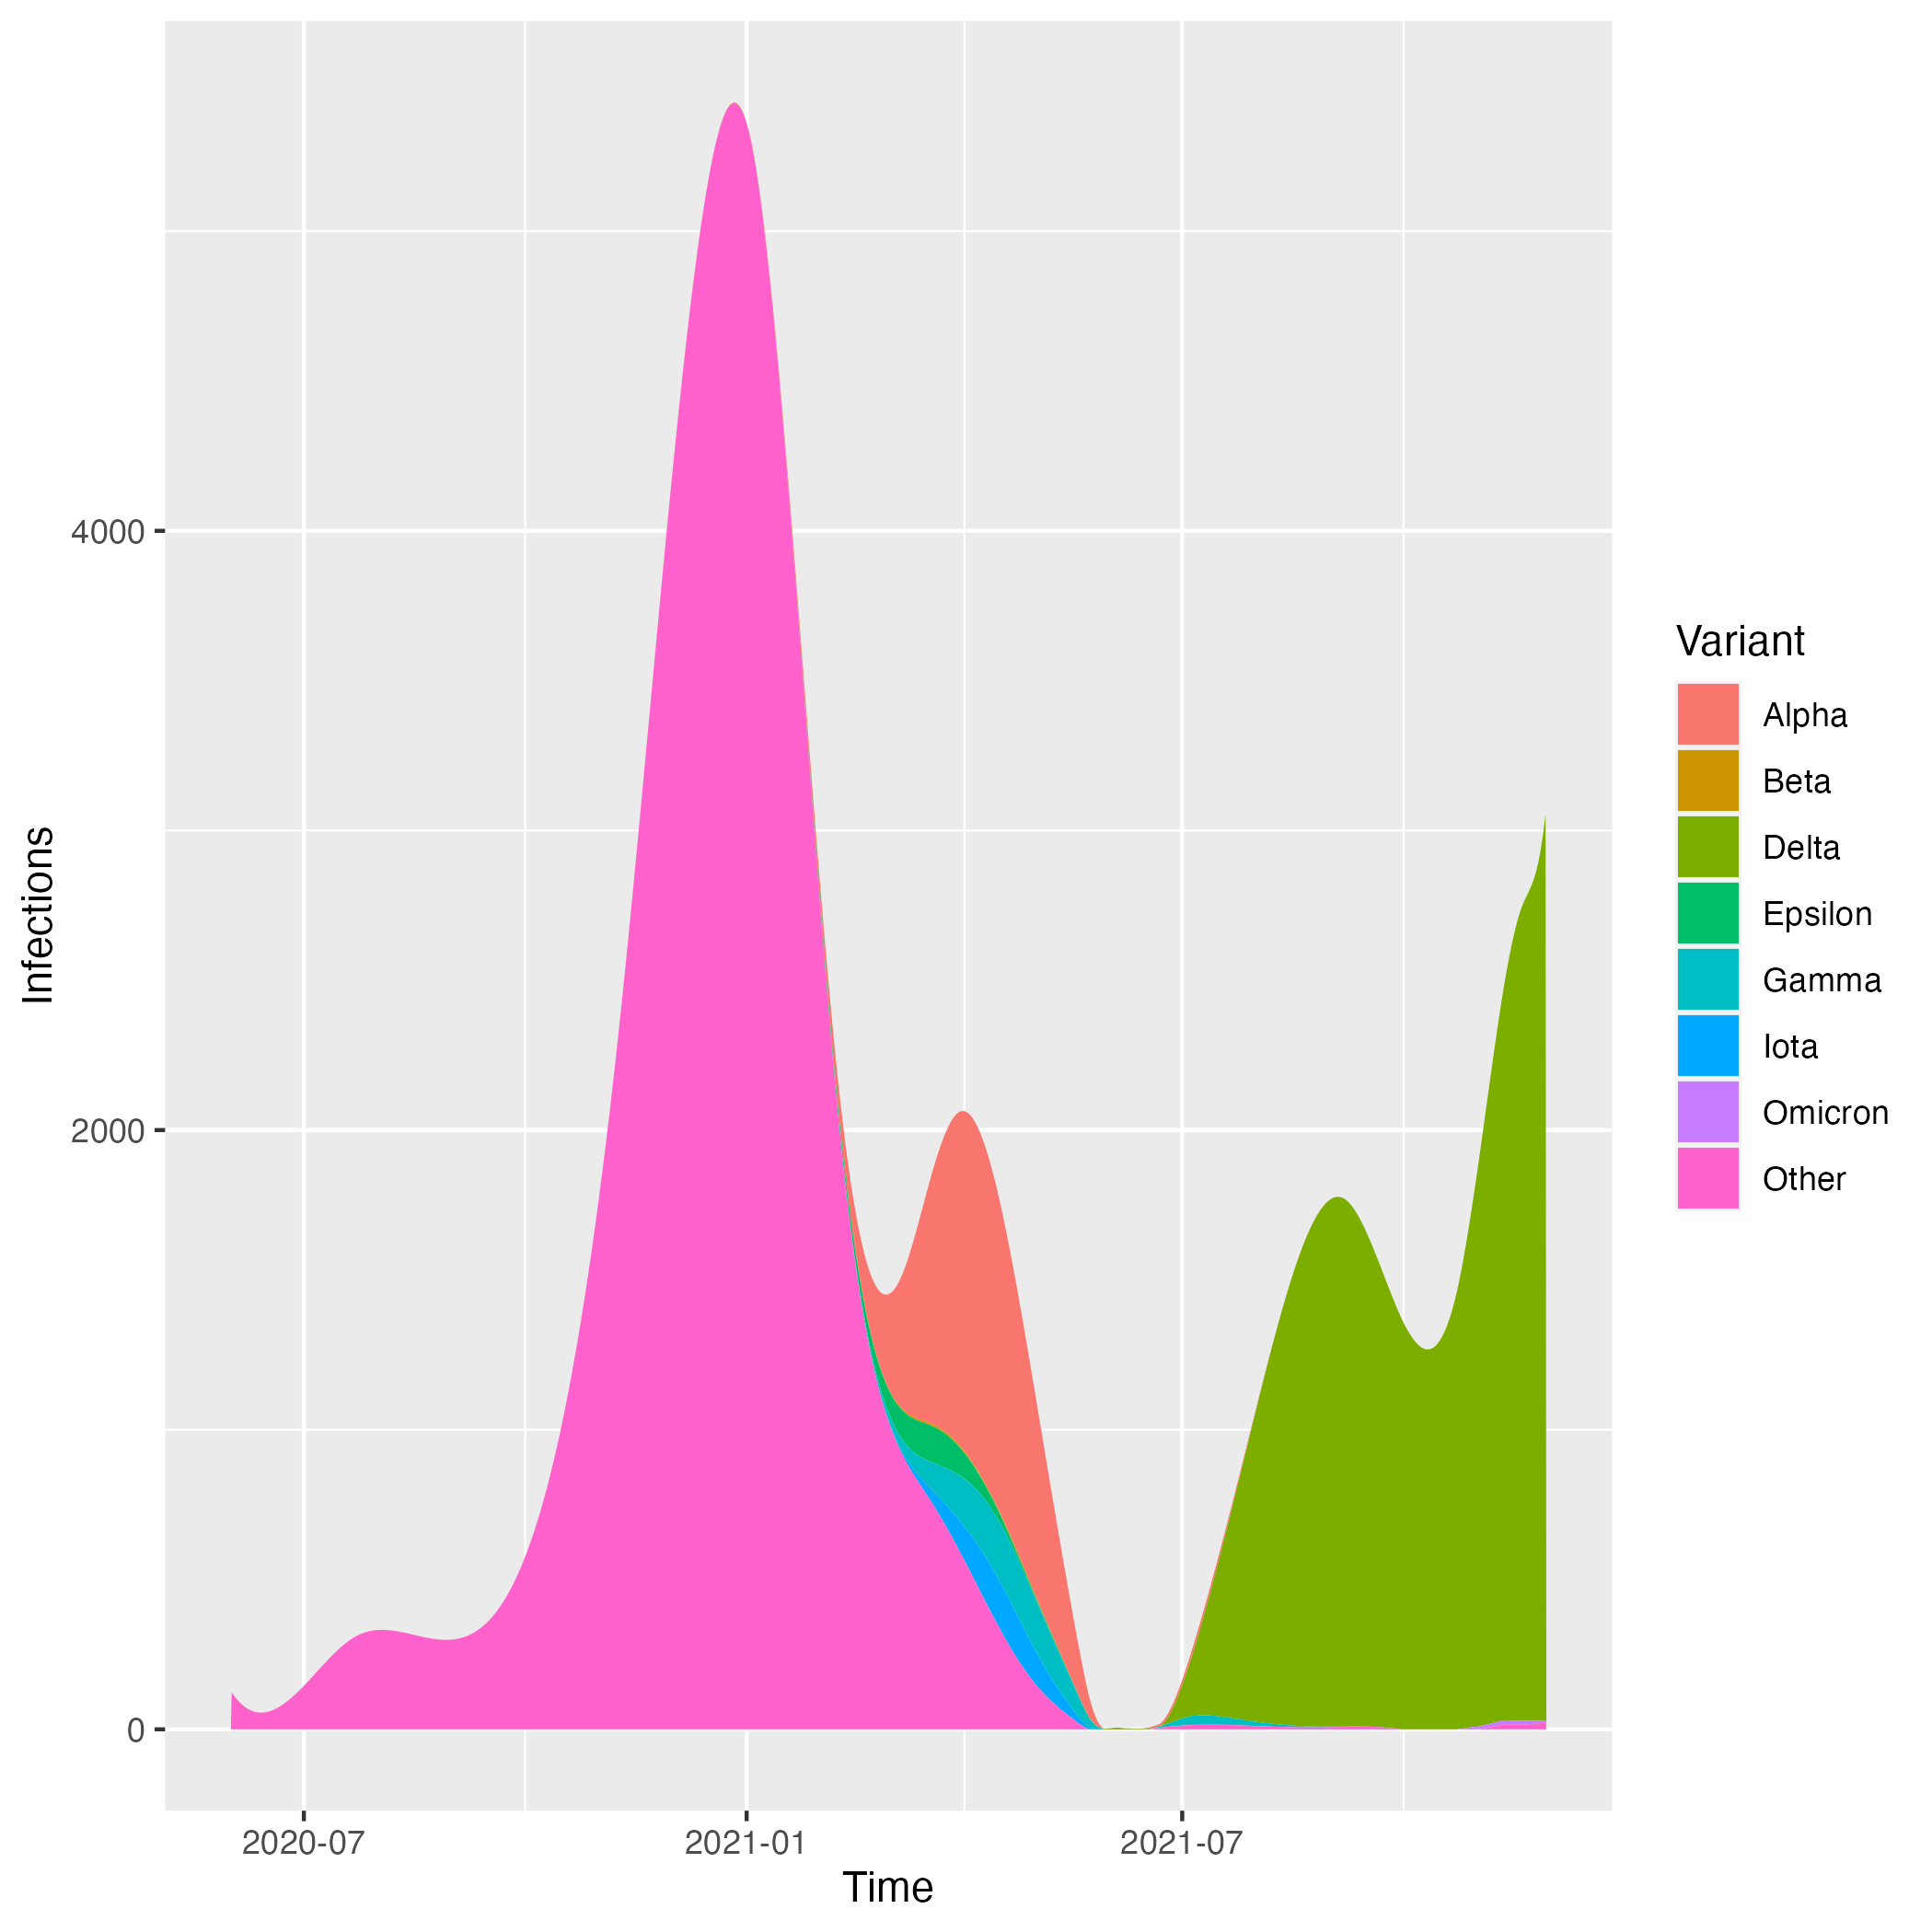 Infections
4000
2000
0
2020-07
2021-01
2021-07
Time
Variant
Alpha
Beta
Delta
Epsilon
Gamma
Iota
Omicron
Other